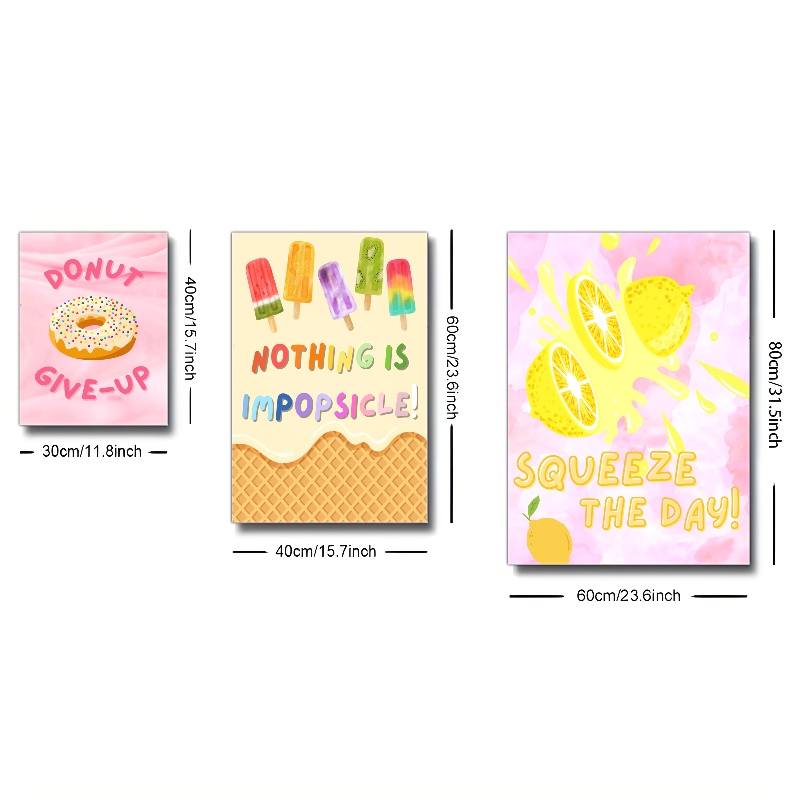 DONUT
GIVE-UP
40cm/15.7inch
30cm/11.8inch
NOTHING IS
IMPOPSICLE!
60cm/23.6inch
40cm/15.7inch
SQUEEZE
THE DAY!
80cm/31.5inch
60cm/23.6inch